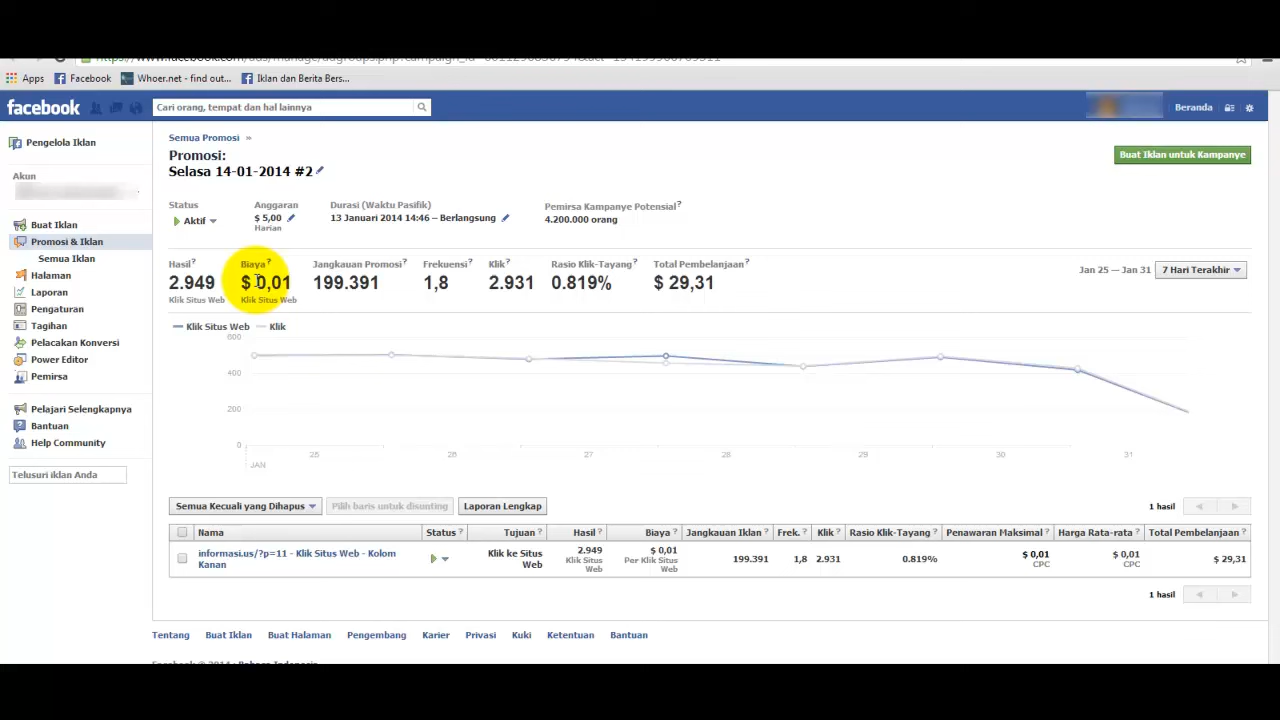 Apps Facebook Whoer.net - find out... Iklan dan Berita Bers...
facebook Cari orang, tempat dan hal lainnya Beranda
Pengelola Iklan
Akun
Buat Iklan
Promosi & Iklan
Semua Iklan
Halaman
Laporan
Pengaturan
Tagihan
Pelacakan Konversi
Power Editor
Pemirsa
Pelajari Selengkapnya
Bantuan
Help Community
Telusuri iklan Anda
Semua Promosi »
Promosi:
Selasa 14-01-2014 #2
Buat Iklan untuk Kampanye
Status Anggaran Durasi (Waktu Pasifik) Pemirsa Kampanye Potensial?
Aktif $ 5,00 13 Januari 2014 14:46 – Berlangsung 4.200.000 orang
Harian
Hasil? Biaya? Jangkauan Promosi? Frekuensi? Klik? Rasio Klik-Tayang? Total Pembelanjaan?
2.949 $ 0,01 199.391 1,8 2.931 0.819% $ 29,31
Klik Situs Web Klik Situs Web
Jan 25 — Jan 31 7 Hari Terakhir
Klik Situs Web Klik
600
400
200
0
JAN 25 26 27 28 29 30 31
Semua Kecuali yang Dihapus Pilih baris untuk disunting Laporan Lengkap 1 hasil
Nama Status? Tujuan? Hasil? Biaya? Jangkauan Iklan? Frek.? Klik? Rasio Klik-Tayang? Penawaran Maksimal? Harga Rata-rata? Total Pembelanjaan?
informasi.us/?p=11 - Klik Situs Web - Kolom Klik ke Situs 2.949 $ 0,01 199.391 1,8 2.931 0.819% $ 0,01 $ 0,01 $ 29,31
Kanan Web Klik Situs Per Klik Situs CPC CPC
Web Web
1 hasil
Tentang Buat Iklan Buat Halaman Pengembang Karier Privasi Kuki Ketentuan Bantuan
Facebook © 2014 · Bahasa Indonesia